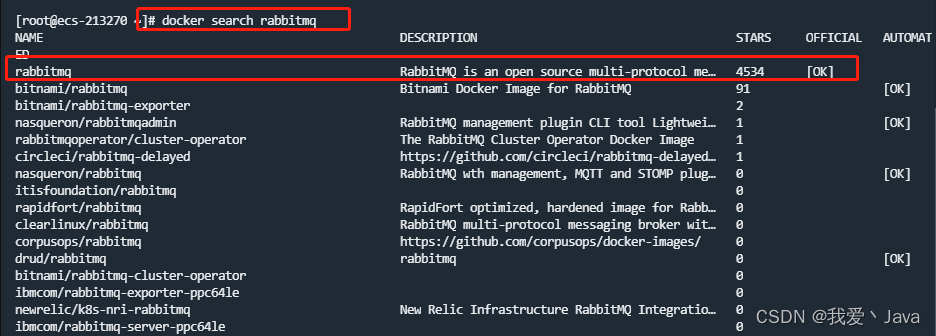 [root@ecs-213270 ~]# docker search rabbitmq
NAME DESCRIPTION STARS OFFICIAL AUTOMAT
ED
rabbitmq RabbitMQ is an open source multi-protocol me… 4534 [OK]
bitnami/rabbitmq Bitnami Docker Image for RabbitMQ 91 [OK]
bitnami/rabbitmq-exporter 2
nasqueron/rabbitmqadmin RabbitMQ management plugin CLI tool Lightwei… 1 [OK]
rabbitmqoperator/cluster-operator The RabbitMQ Cluster Operator Docker Image 1
circleci/rabbitmq-delayed https://github.com/circleci/rabbitmq-delayed… 1
nasqueron/rabbitmq RabbitMQ wth management, MQTT and STOMP plug… 0 [OK]
itisfoundation/rabbitmq 0
rapidfort/rabbitmq RapidFort optimized, hardened image for Rabb… 0
clearlinux/rabbitmq RabbitMQ multi-protocol messaging broker wit… 0
corpusops/rabbitmq https://github.com/corpusops/docker-images/ 0
drud/rabbitmq rabbitmq 0 [OK]
bitnami/rabbitmq-cluster-operator 0
ibmcom/rabbitmq-exporter-ppc64le 0
newrelic/k8s-nri-rabbitmq New Relic Infrastructure RabbitMQ Integratio… 0
ibmcom/rabbitmq-server-ppc64le 0
CSDN @我爱丶Java